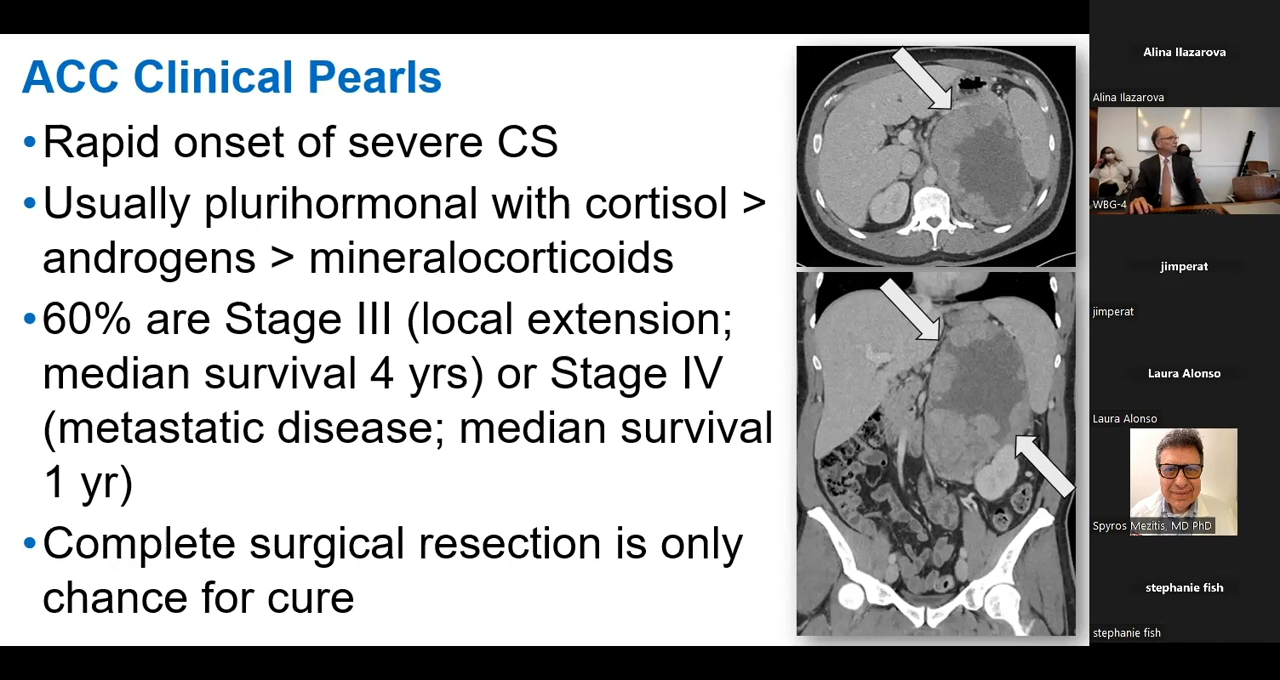 ACC Clinical Pearls
•Rapid onset of severe CS
•Usually plurihormonal with cortisol >
androgens > mineralocorticoids
•60% are Stage III (local extension;
median survival 4 yrs) or Stage IV
(metastatic disease; median survival
1 yr)
•Complete surgical resection is only
chance for cure
Alina Ilazarova
Alina Ilazarova
WBG-4
jimperat
jimperat
Laura Alonso
Laura Alonso
Spyros Mezitis, MD PhD
stephanie fish
stephanie fish